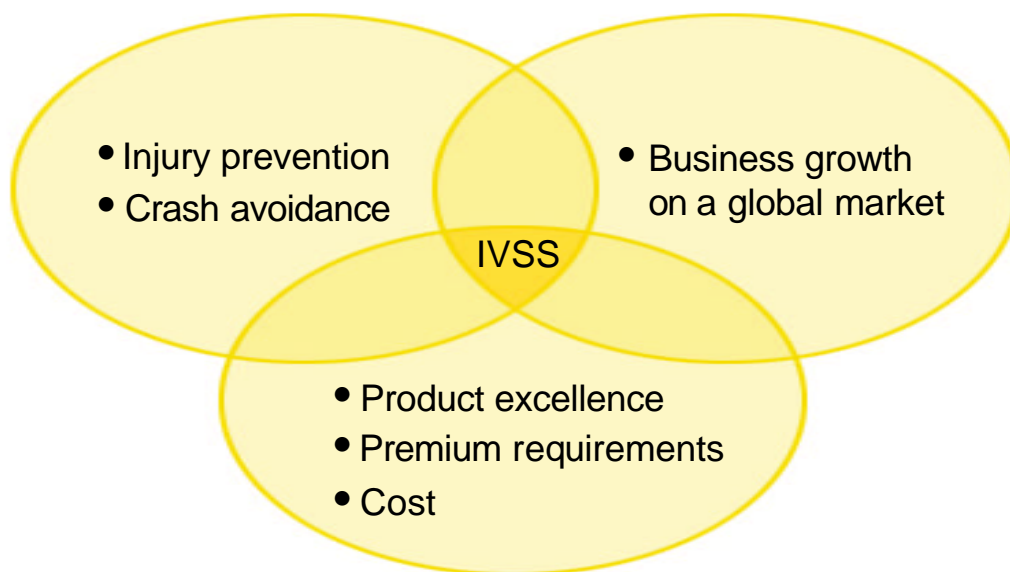 • Injury prevention
• Crash avoidance
• Business growth
on a global market
IVSS
• Product excellence
• Premium requirements
• Cost